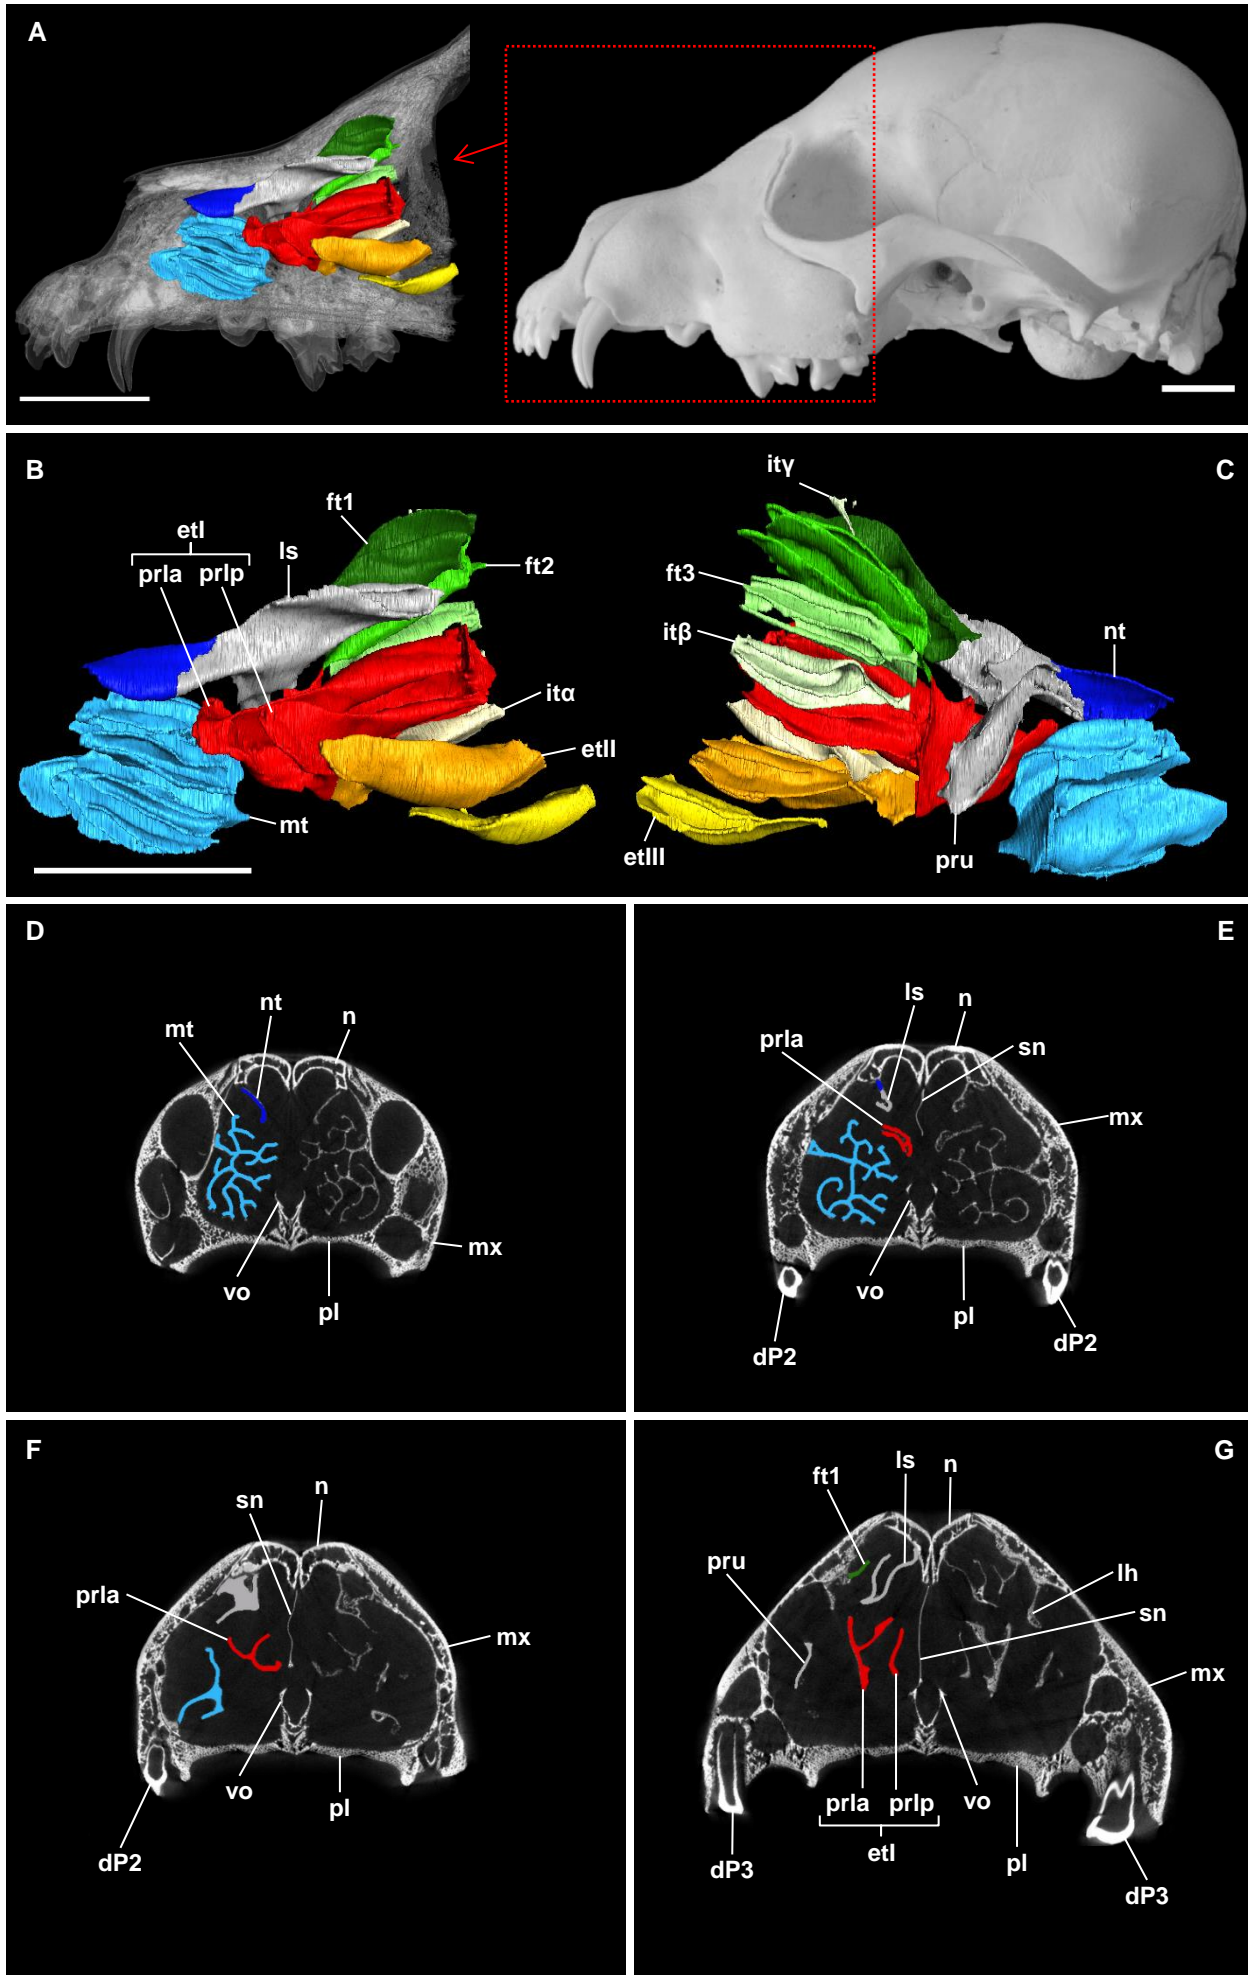 A
B
C
itγ
ft1
etI
ls
prla prlp
ft2
ft3
itβ
nt
itα
etII
mt
etIII
pru
D
E
nt
n
mt
ls
n
prla
sn
mx
mx
vo
pl
vo
pl
dP2
dP2
F
G
sn
n
ls
n
ft1
pru
lh
prla
sn
mx
mx
vo
pl
prla prlp vo
etI
pl
dP2
dP3
dP3